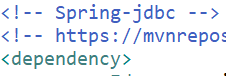 <!-- Spring-jdbc -->
<!-- https://mvnrepos
<dependency>